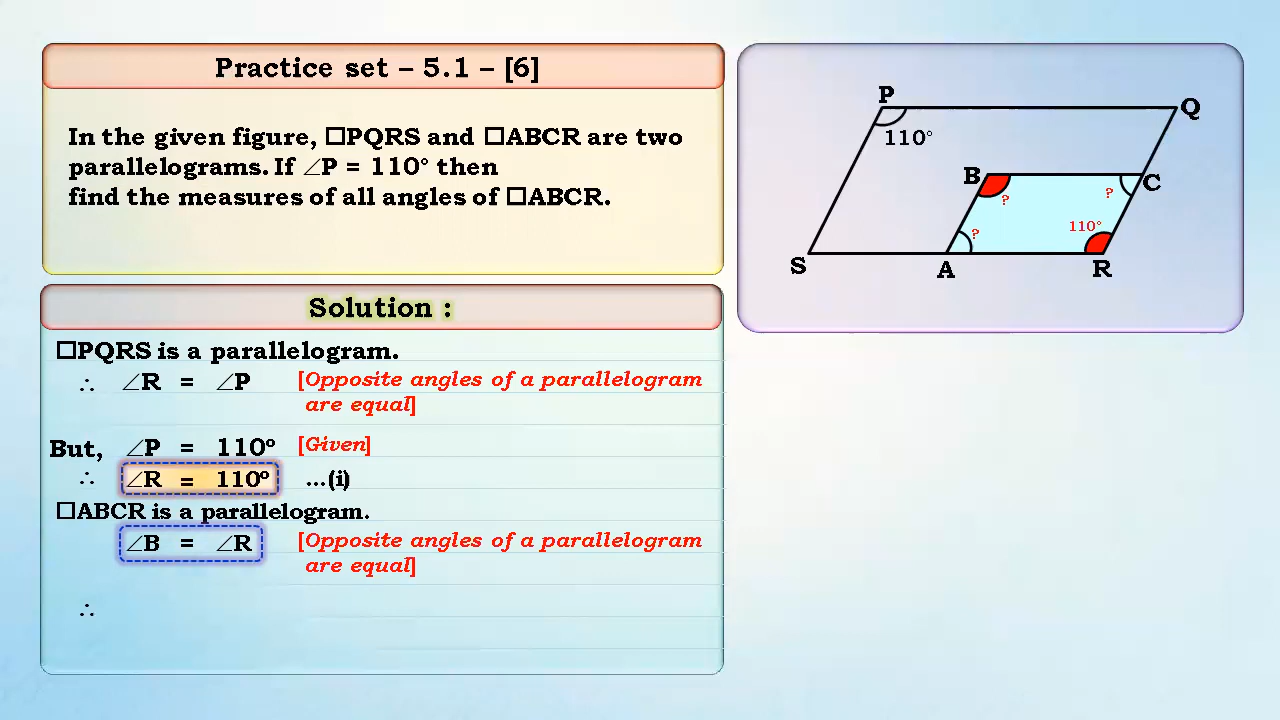 Practice set – 5.1 – [6]
In the given figure, □PQRS and □ABCR are two
parallelograms. If ∠P = 110° then
find the measures of all angles of □ABCR.
Solution :
□PQRS is a parallelogram.
∴ ∠R = ∠P [Opposite angles of a parallelogram
are equal]
But, ∠P = 110° [Given]
∴ ∠R = 110° ...(i)
□ABCR is a parallelogram.
∠B = ∠R [Opposite angles of a parallelogram
are equal]
∴
P
Q
110°
B
C
?
?
110°
?
S
A
R